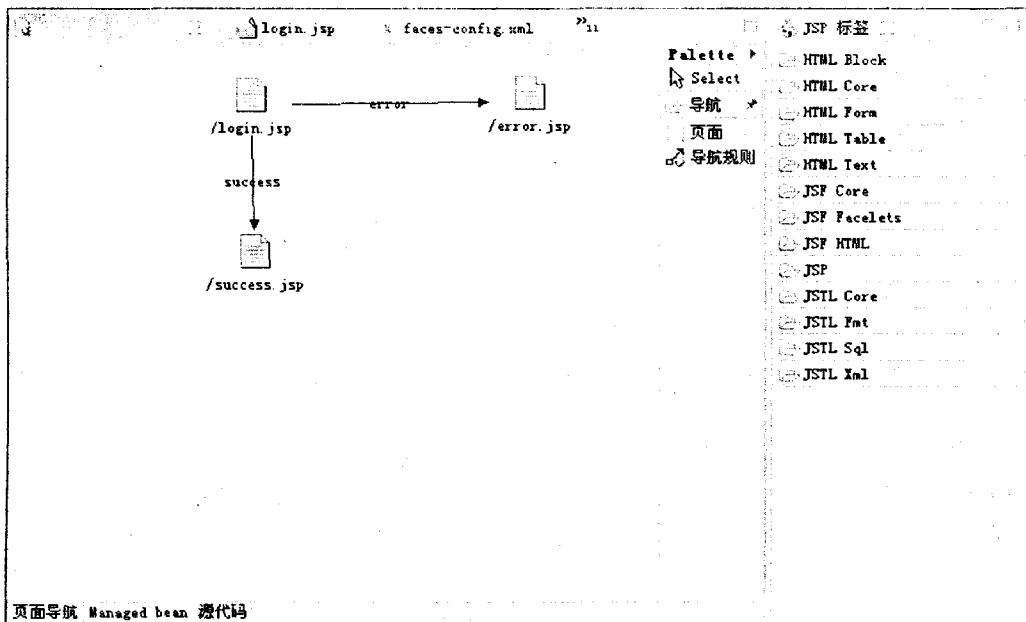 login.jsp faces-config.xml »11
/login.jsp
error
/error.jsp
success
/success.jsp
Palette
Select
导航
页面
导航规则
JSP 标签
HTML Block
HTML Core
HTML Form
HTML Table
HTML Text
JSF Core
JSF Facelets
JSF HTML
JSP
JSTL Core
JSTL Fmt
JSTL Sql
JSTL Xml
页面导航 Managed bean 源代码